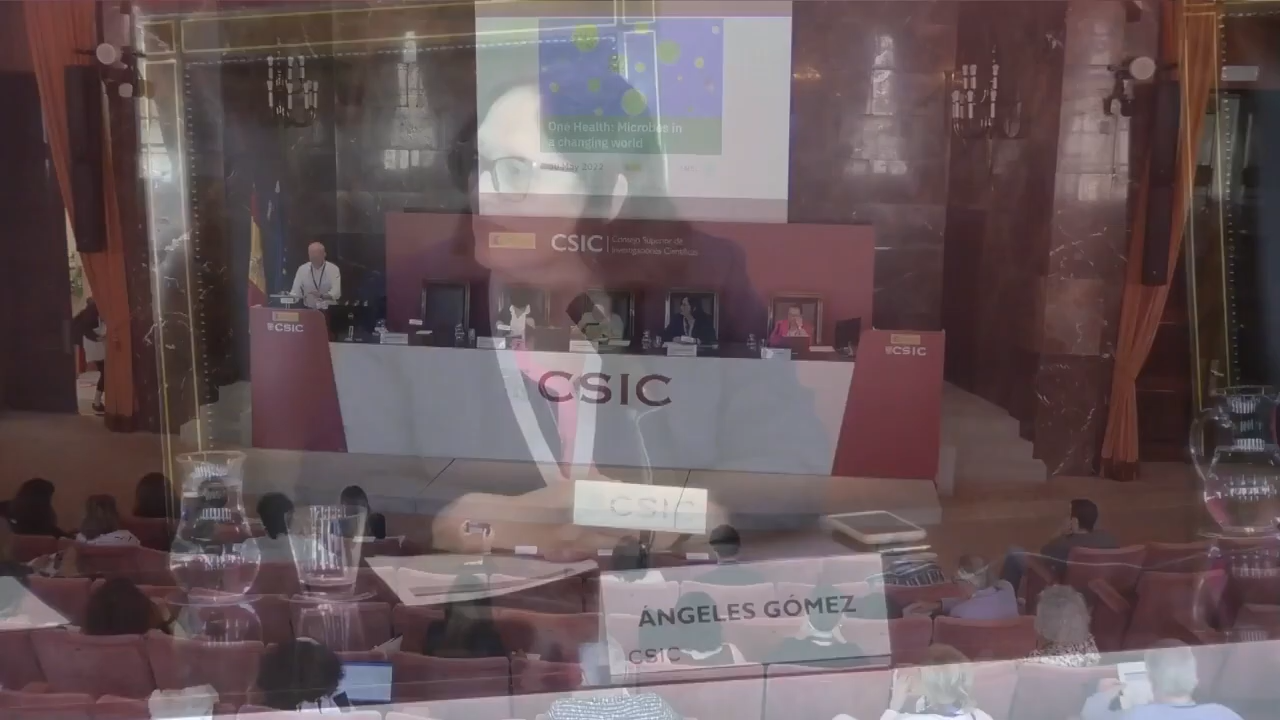 One Health: Microbes in
a changing world
CSIC
Consejo Superior de
Investigaciones Científicas
CSIC
CSIC
CSIC
CSIC
ÁNGELES GÓMEZ
CSIC